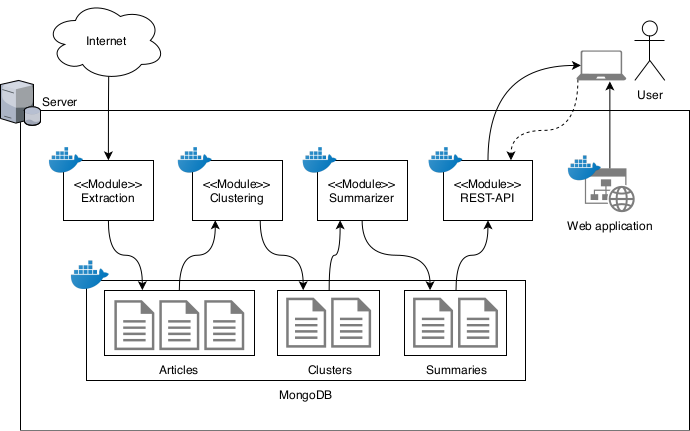 Internet
Server
User
<<Module>>
Extraction
<<Module>>
Clustering
<<Module>>
Summarizer
<<Module>>
REST-API
Web application
Articles
Clusters
Summaries
MongoDB